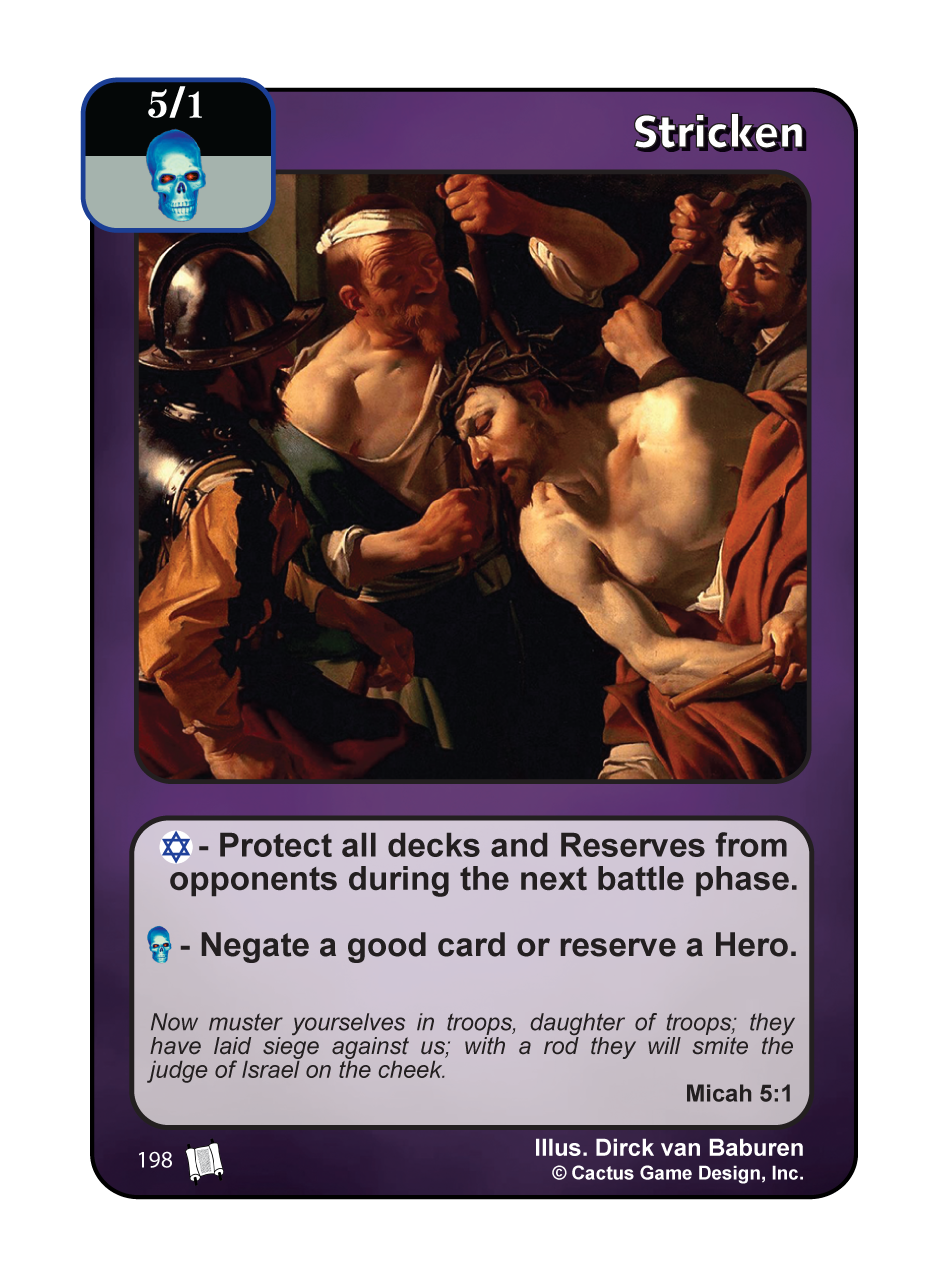 5/1
Stricken
- Protect all decks and Reserves from
opponents during the next battle phase.
- Negate a good card or reserve a Hero.
Now muster yourselves in troops, daughter of troops; they
have laid siege against us; with a rod they will smite the
judge of Israel on the cheek.
Micah 5:1
198
Illus. Dirck van Baburen
© Cactus Game Design, Inc.